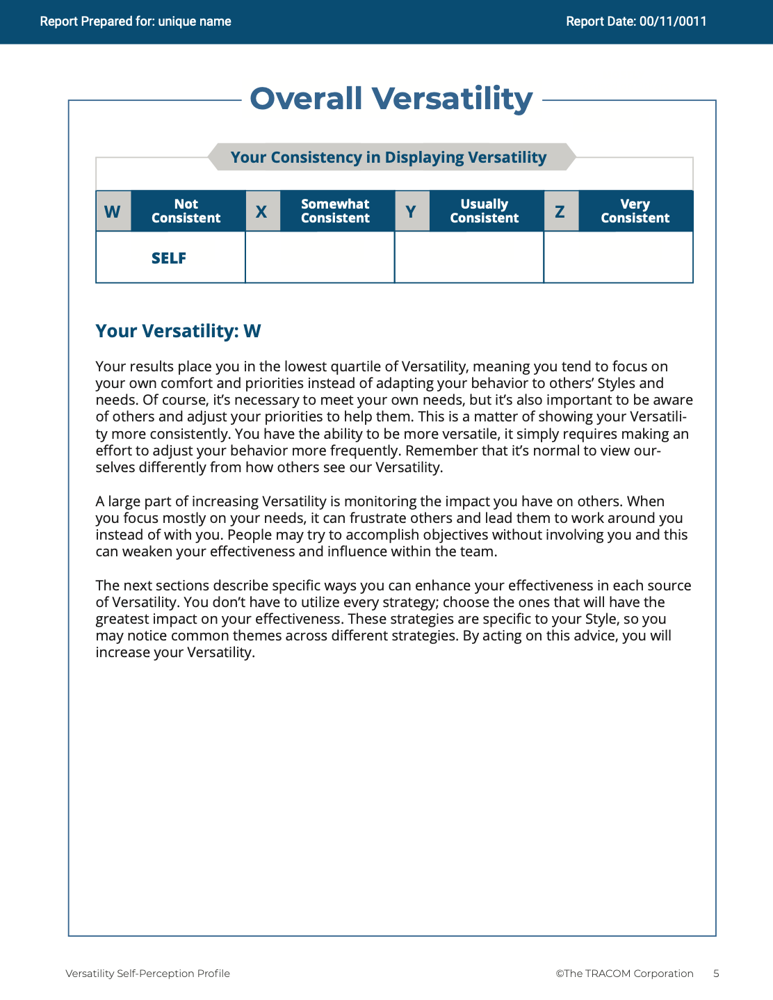 Report Prepared for: unique name
Report Date: 00/11/0011
Overall Versatility
Your Consistency in Displaying Versatility
W
Not
Consistent
X
Somewhat
Consistent
Y
Usually
Consistent
Z
Very
Consistent
SELF
Your Versatility: W
Your results place you in the lowest quartile of Versatility, meaning you tend to focus on
your own comfort and priorities instead of adapting your behavior to others’ Styles and
needs. Of course, it’s necessary to meet your own needs, but it’s also important to be aware
of others and adjust your priorities to help them. This is a matter of showing your Versatili-
ty more consistently. You have the ability to be more versatile, it simply requires making an
effort to adjust your behavior more frequently. Remember that it’s normal to view our-
selves differently from how others see our Versatility.
A large part of increasing Versatility is monitoring the impact you have on others. When
you focus mostly on your needs, it can frustrate others and lead them to work around you
instead of with you. People may try to accomplish objectives without involving you and this
can weaken your effectiveness and influence within the team.
The next sections describe specific ways you can enhance your effectiveness in each source
of Versatility. You don’t have to utilize every strategy; choose the ones that will have the
greatest impact on your effectiveness. These strategies are specific to your Style, so you
may notice common themes across different strategies. By acting on this advice, you will
increase your Versatility.
Versatility Self-Perception Profile
©The TRACOM Corporation 5